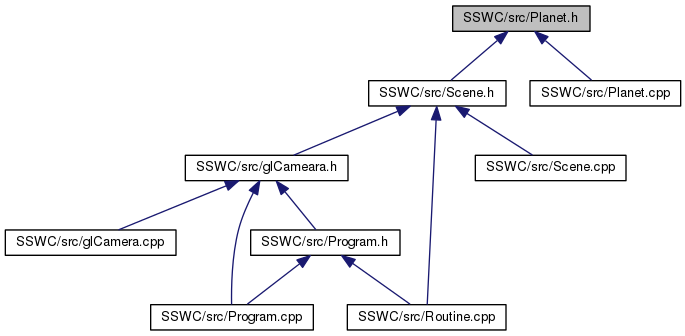 SSWC/src/Planet.h
SSWC/src/Scene.h
SSWC/src/Planet.cpp
SSWC/src/glCameara.h
SSWC/src/Scene.cpp
SSWC/src/glCamera.cpp
SSWC/src/Program.h
SSWC/src/Program.cpp
SSWC/src/Routine.cpp